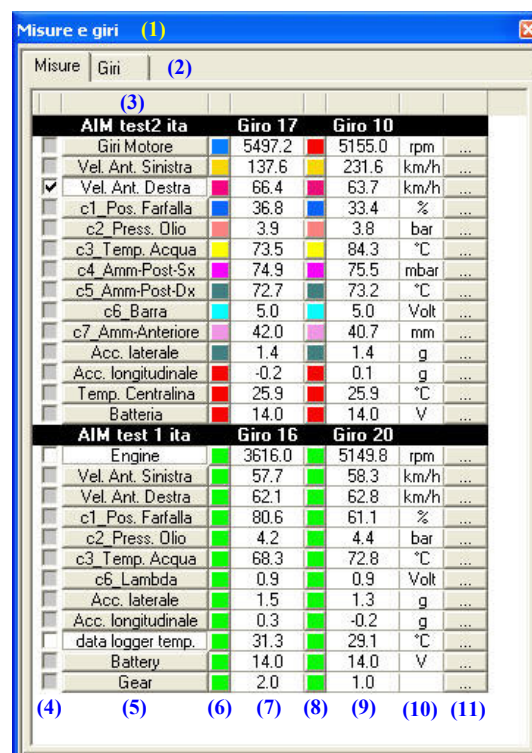 Misure e giri (1)
Misure Giri (2)
(3)
AIM test2 ita Giro 17 Giro 10
Giri Motore 5497.2 5155.0 rpm ...
Vel. Ant. Sinistra 137.6 231.6 km/h ...
Vel. Ant. Destra 66.4 63.7 km/h ...
c1_Pos. Farfalla 36.8 33.4 % ...
c2_Press. Olio 3.9 3.8 bar ...
c3_Temp. Acqua 73.5 84.3 °C ...
c4_Amm-Post-Sx 74.9 75.5 mbar ...
c5_Amm-Post-Dx 72.7 73.2 °C ...
c6_Barra 5.0 5.0 Volt ...
c7_Amm-Anteriore 42.0 40.7 mm ...
Acc. laterale 1.4 1.4 g ...
Acc. longitudinale -0.2 0.1 g ...
Temp. Centralina 25.9 25.9 °C ...
Batteria 14.0 14.0 V ...
AIM test 1 ita Giro 16 Giro 20
Engine 3616.0 5149.8 rpm ...
Vel. Ant. Sinistra 57.7 58.3 km/h ...
Vel. Ant. Destra 62.1 62.8 km/h ...
c1_Pos. Farfalla 80.6 61.1 % ...
c2_Press. Olio 4.2 4.4 bar ...
c3_Temp. Acqua 68.3 72.8 °C ...
c6_Lambda 0.9 0.9 Volt ...
Acc. laterale 1.5 1.3 g ...
Acc. longitudinale 0.3 -0.2 g ...
data logger temp. 31.3 29.1 °C ...
Battery 14.0 14.0 V ...
Gear 2.0 1.0 ...
(4) (5) (6) (7) (8) (9) (10) (11)